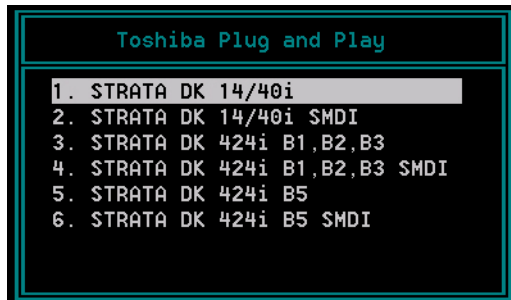 Toshiba Plug and Play
1. STRATA DK 14/40i
2. STRATA DK 14/40i SMDI
3. STRATA DK 424i B1,B2,B3
4. STRATA DK 424i B1,B2,B3 SMDI
5. STRATA DK 424i B5
6. STRATA DK 424i B5 SMDI